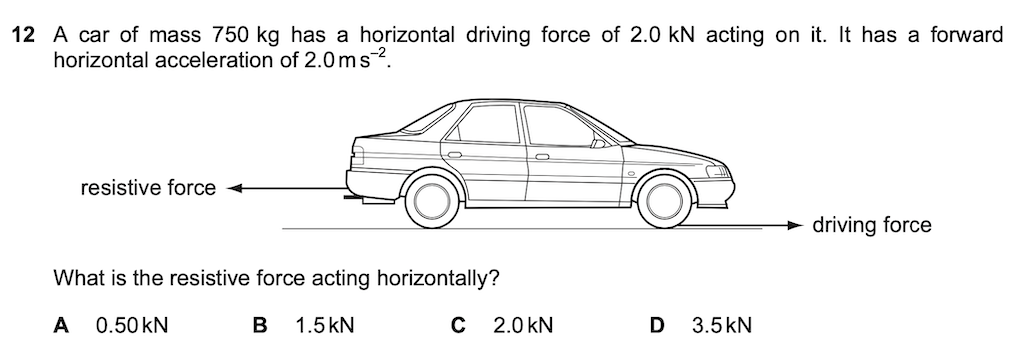 12 A car of mass 750 kg has a horizontal driving force of 2.0 kN acting on it. It has a forward
horizontal acceleration of 2.0 m s⁻².
resistive force
driving force
What is the resistive force acting horizontally?
A 0.50 kN B 1.5 kN C 2.0 kN D 3.5 kN